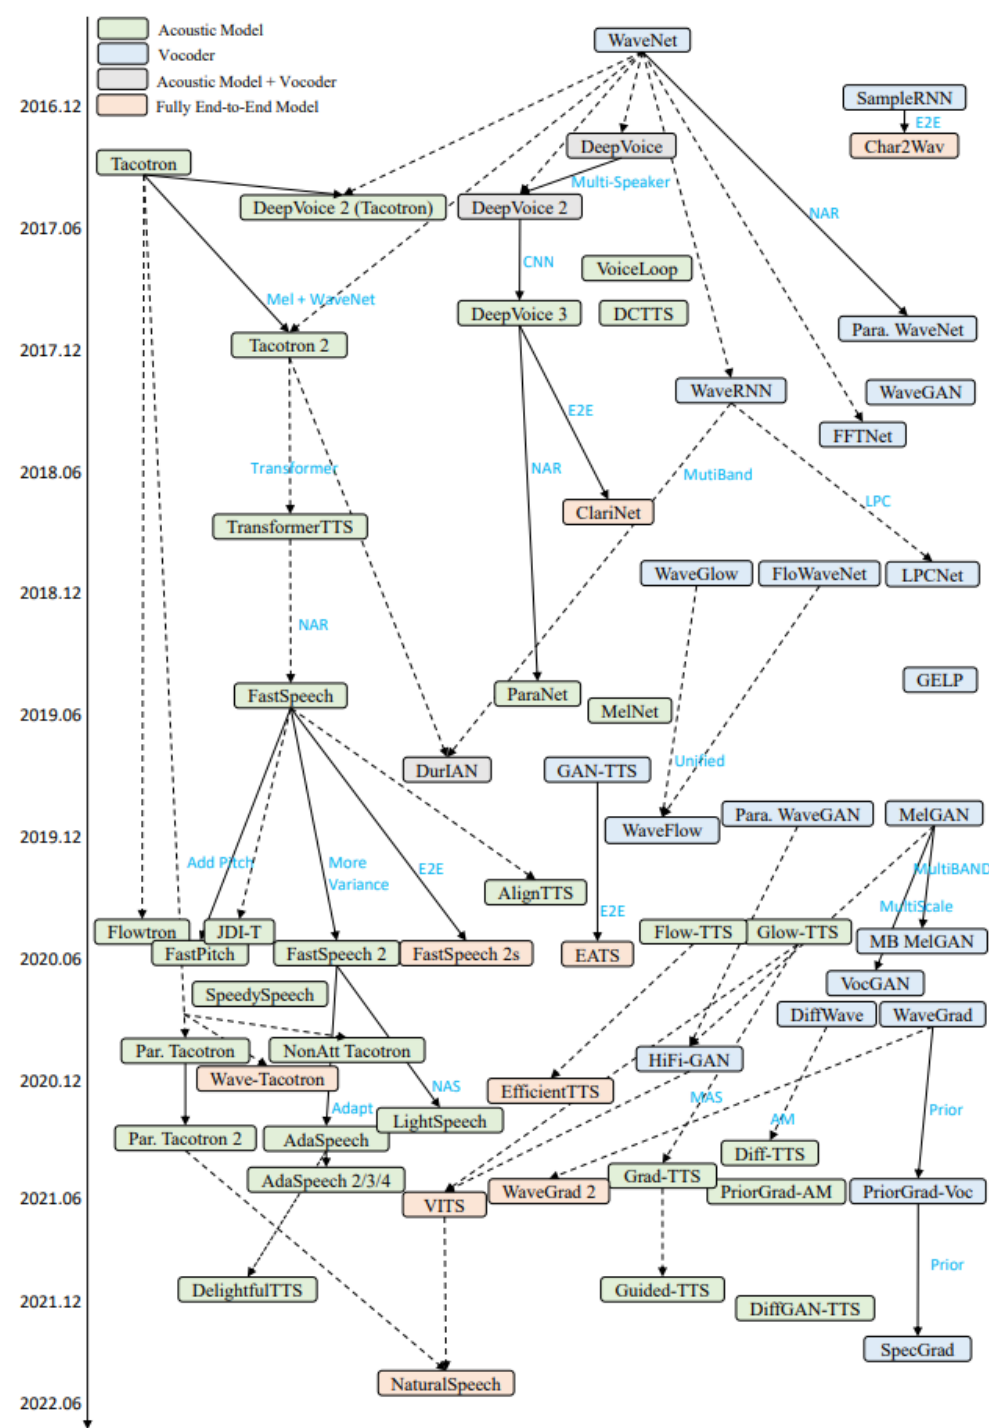 Acoustic Model
Vocoder
Acoustic Model + Vocoder
Fully End-to-End Model
WaveNet
2016.12
SampleRNN
E2E
Char2Wav
DeepVoice
Tacotron
Multi-Speaker
DeepVoice 2 (Tacotron)
DeepVoice 2
NAR
2017.06
CNN
VoiceLoop
Mel + WaveNet
DeepVoice 3
DCTTS
Para. WaveNet
Tacotron 2
2017.12
WaveRNN
WaveGAN
E2E
FFTNet
2018.06
Transformer
NAR
MutiBand
LPC
ClariNet
TransformerTTS
WaveGlow
FloWaveNet
LPCNet
2018.12
NAR
GELP
FastSpeech
ParaNet
MelNet
2019.06
DurIAN
GAN-TTS
Unified
Para. WaveGAN
MelGAN
WaveFlow
2019.12
Add Pitch
More
Variance
E2E
MultiBAND
AlignTTS
E2E
MultiScale
Flowtron
JDI-T
Flow-TTS
Glow-TTS
MB MelGAN
FastPitch
FastSpeech 2
FastSpeech 2s
EATS
2020.06
VocGAN
SpeedySpeech
DiffWave
WaveGrad
Par. Tacotron
NonAtt Tacotron
HiFi-GAN
Wave-Tacotron
2020.12
NAS
EfficientTTS
MAS
Adapt
LightSpeech
AM
Prior
Par. Tacotron 2
AdaSpeech
Diff-TTS
AdaSpeech 2/3/4
Grad-TTS
WaveGrad 2
PriorGrad-AM
PriorGrad-Voc
2021.06
VITS
Prior
DelightfulTTS
Guided-TTS
2021.12
DiffGAN-TTS
SpecGrad
NaturalSpeech
2022.06